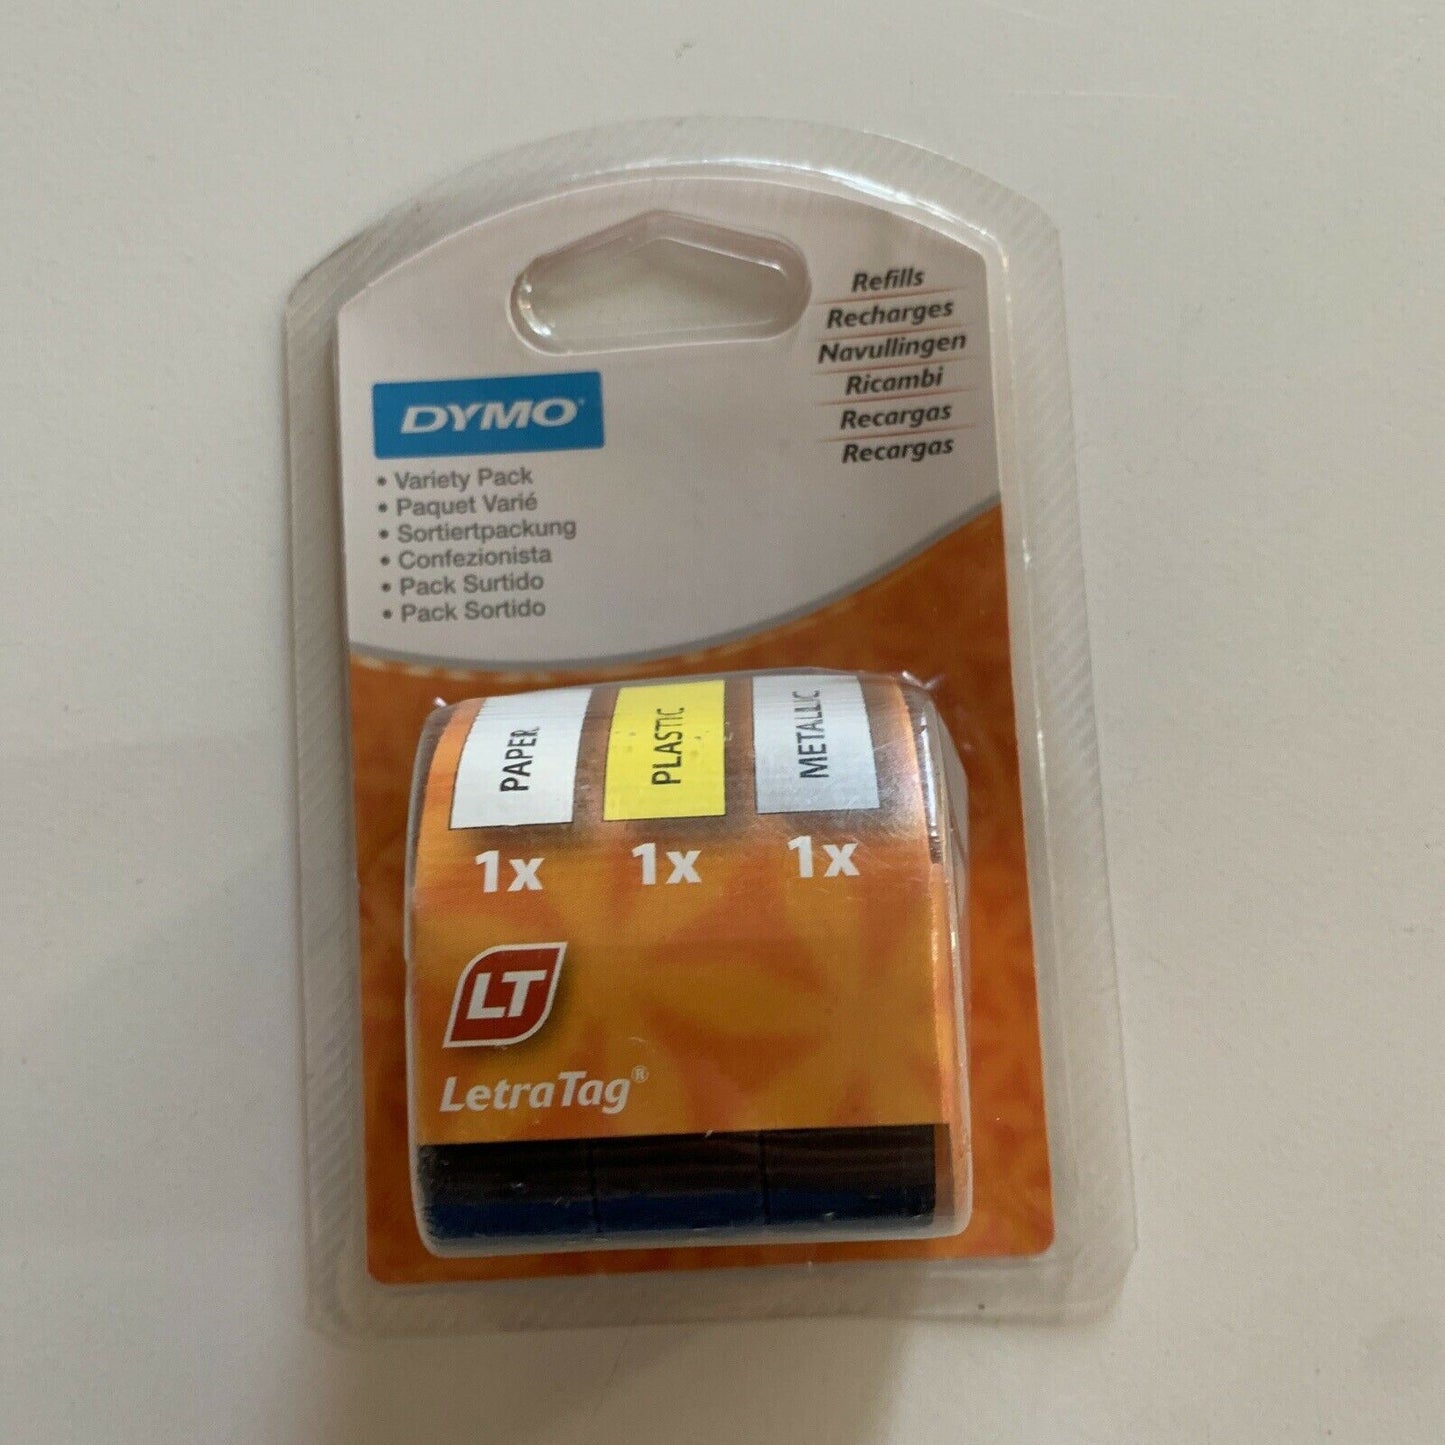 Refills
Recharges
Navullingen
Ricambi
Recargas
Recargas
DYMO
• Variety Pack
• Paquet Varié
• Sortiertpackung
• Confezionista
• Pack Surtido
• Pack Sortido
PAPER
PLASTIC
METALLIC
1x
1x
1x
LT
LetraTag®